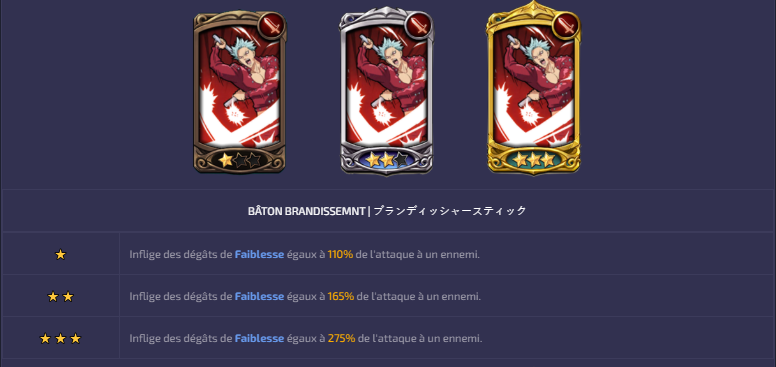 BÂTON BRANDISSEMNT | ブランディッシャースティック
Inflige des dégâts de Faiblesse égaux à 110% de l'attaque à un ennemi.
Inflige des dégâts de Faiblesse égaux à 165% de l'attaque à un ennemi.
Inflige des dégâts de Faiblesse égaux à 275% de l'attaque à un ennemi.